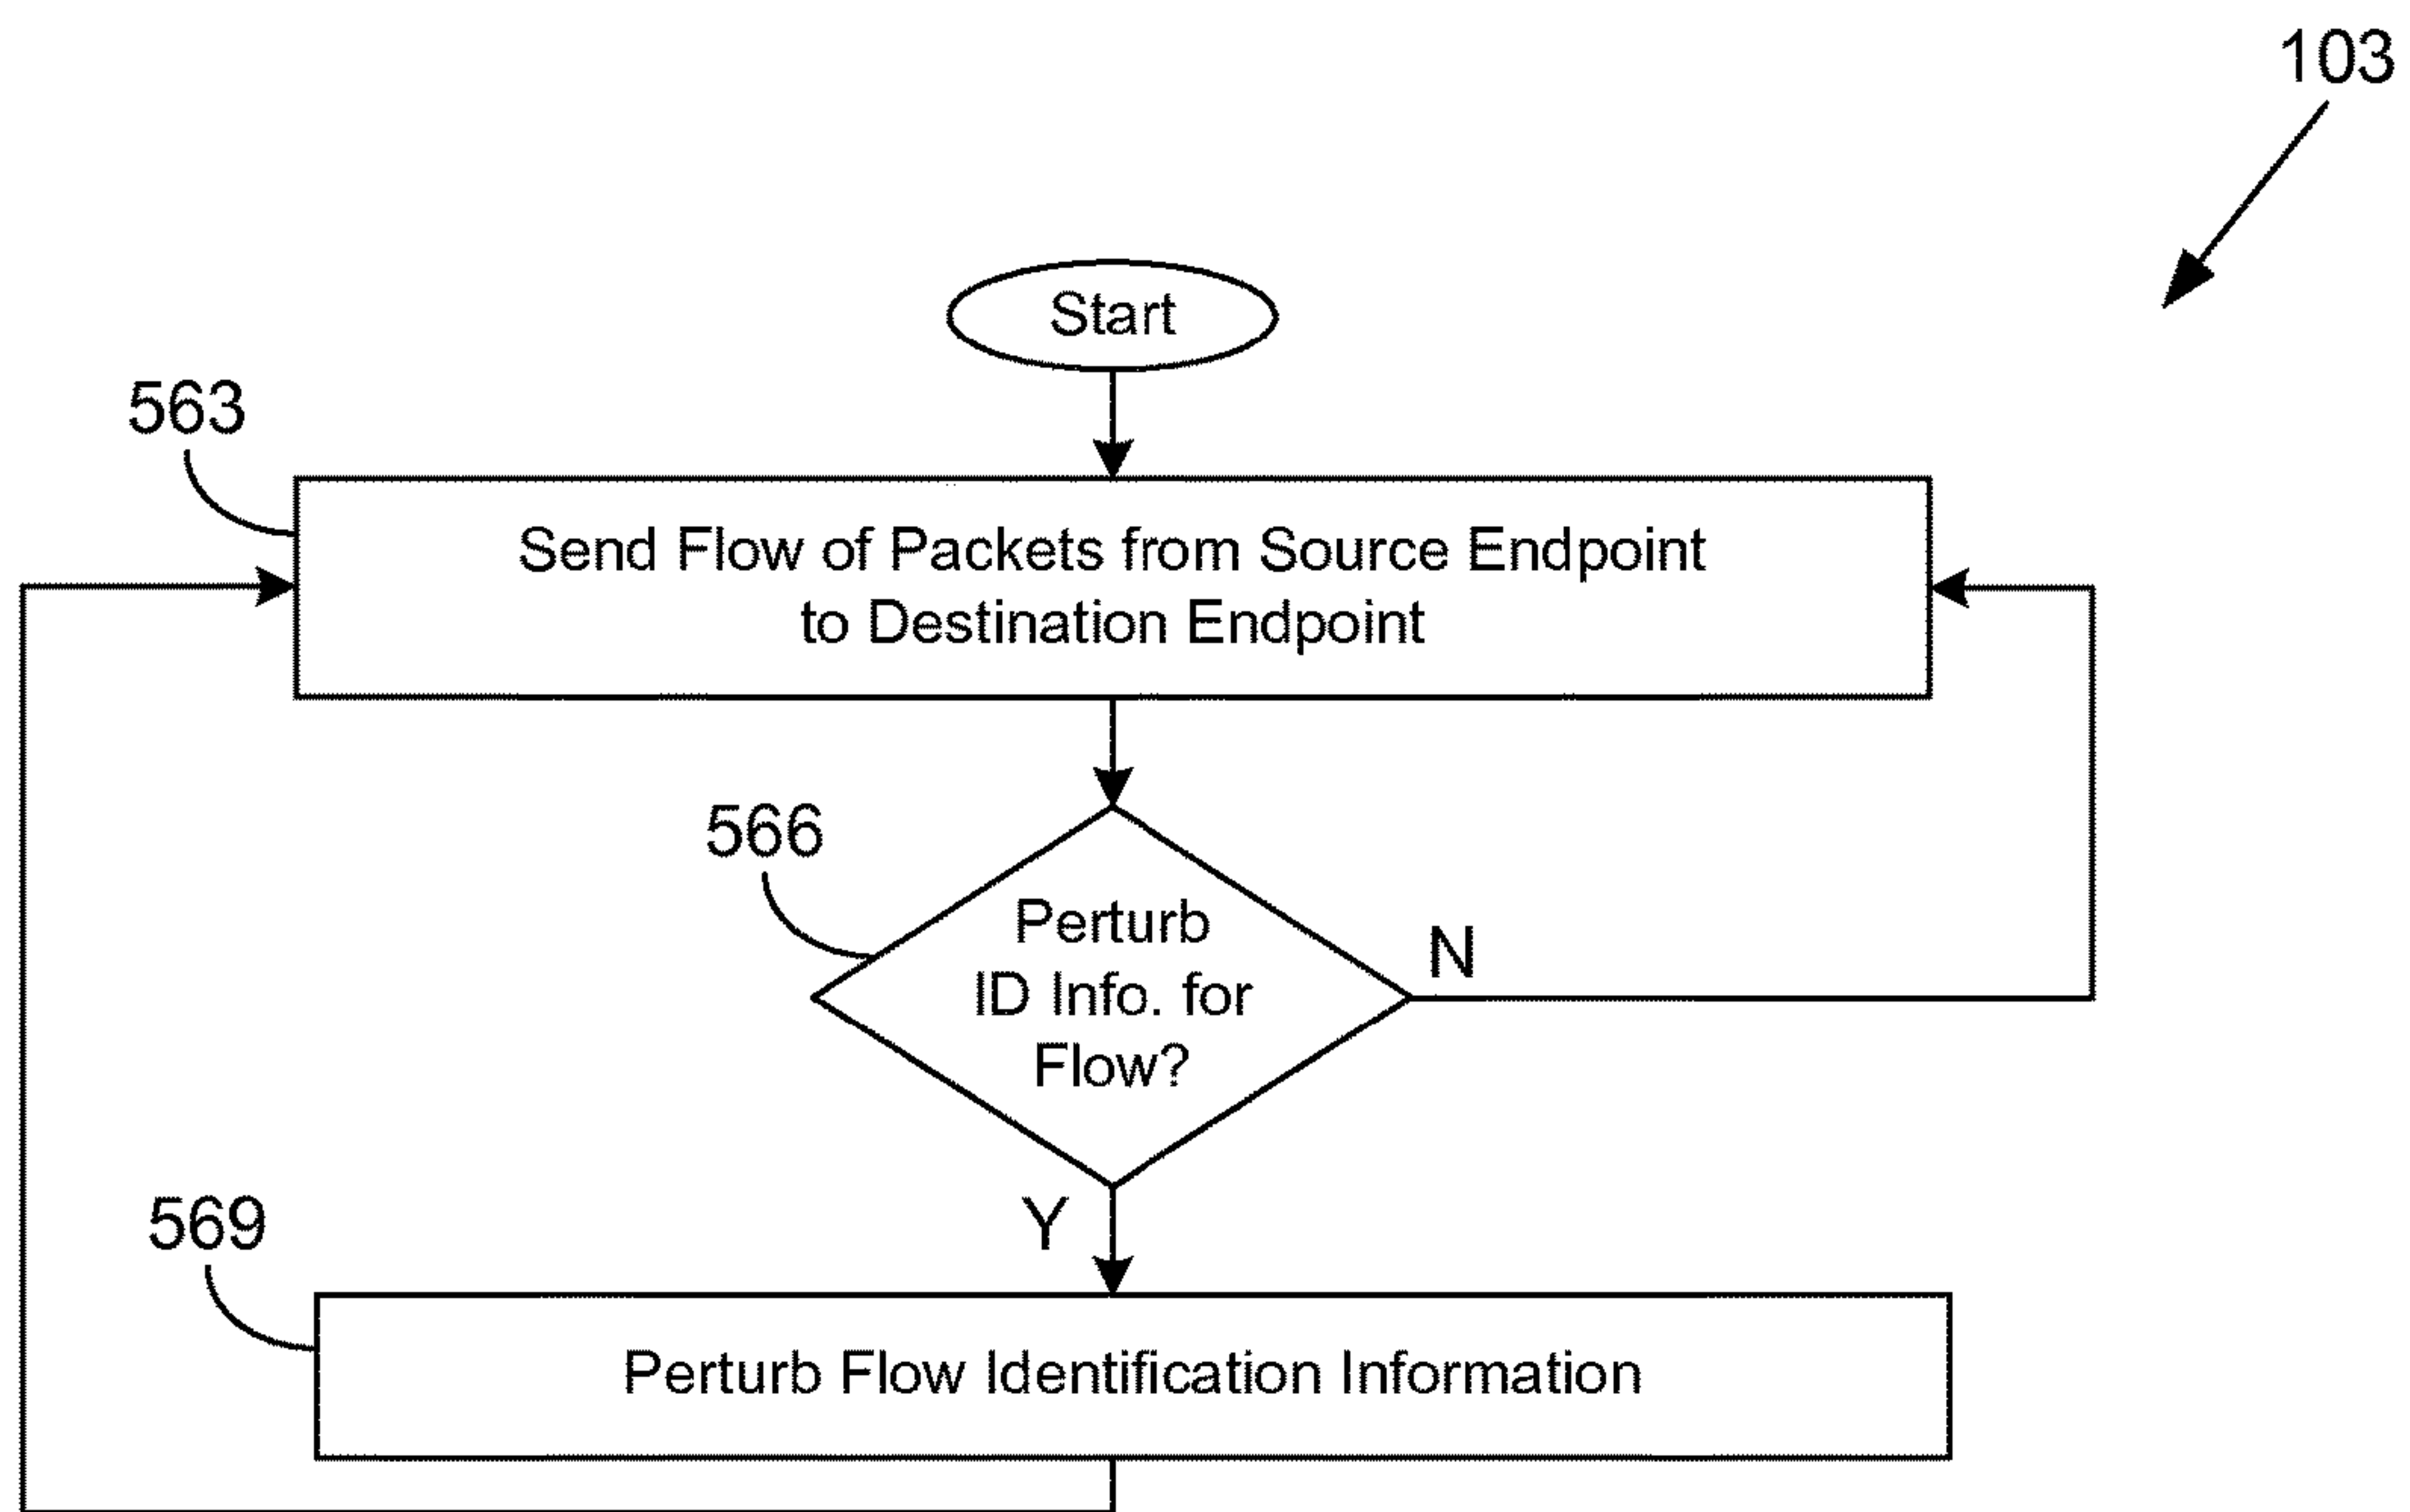 103
Start
563
Send Flow of Packets from Source Endpoint
to Destination Endpoint
566
Perturb
ID Info. for
Flow?
N
Y
569
Perturb Flow Identification Information